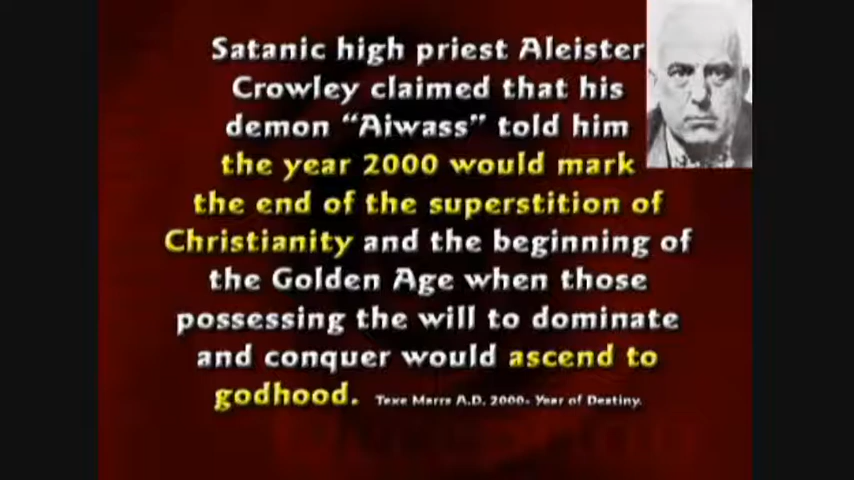 Satanic high priest Aleister
Crowley claimed that his
demon "Aiwass" told him
the year 2000 would mark
the end of the superstition of
Christianity and the beginning of
the Golden Age when those
possessing the will to dominate
and conquer would ascend to
godhood. Texe Marrs A.D. 2000- Year of Destiny.